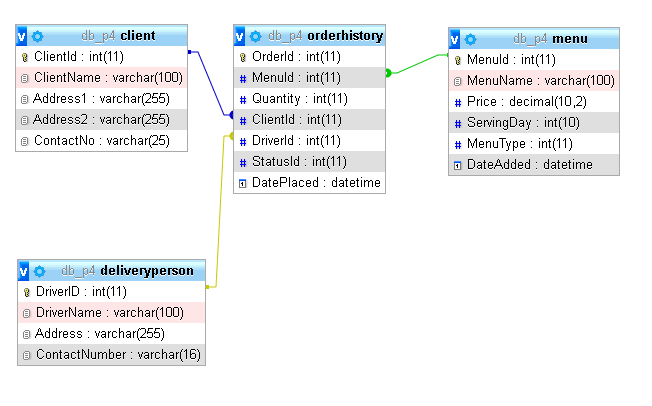 v db_p4 client
ClientId : int(11)
ClientName : varchar(100)
Address1 : varchar(255)
Address2 : varchar(255)
ContactNo : varchar(25)
v db_p4 orderhistory
OrderId : int(11)
# MenuId : int(11)
# Quantity : int(11)
# ClientId : int(11)
# DriverId : int(11)
# StatusId : int(11)
DatePlaced : datetime
v db_p4 menu
MenuId : int(11)
MenuName : varchar(100)
# Price : decimal(10,2)
# ServingDay : int(10)
# MenuType : int(11)
DateAdded : datetime
v db_p4 deliveryperson
DriverID : int(11)
DriverName : varchar(100)
Address : varchar(255)
ContactNumber : varchar(16)